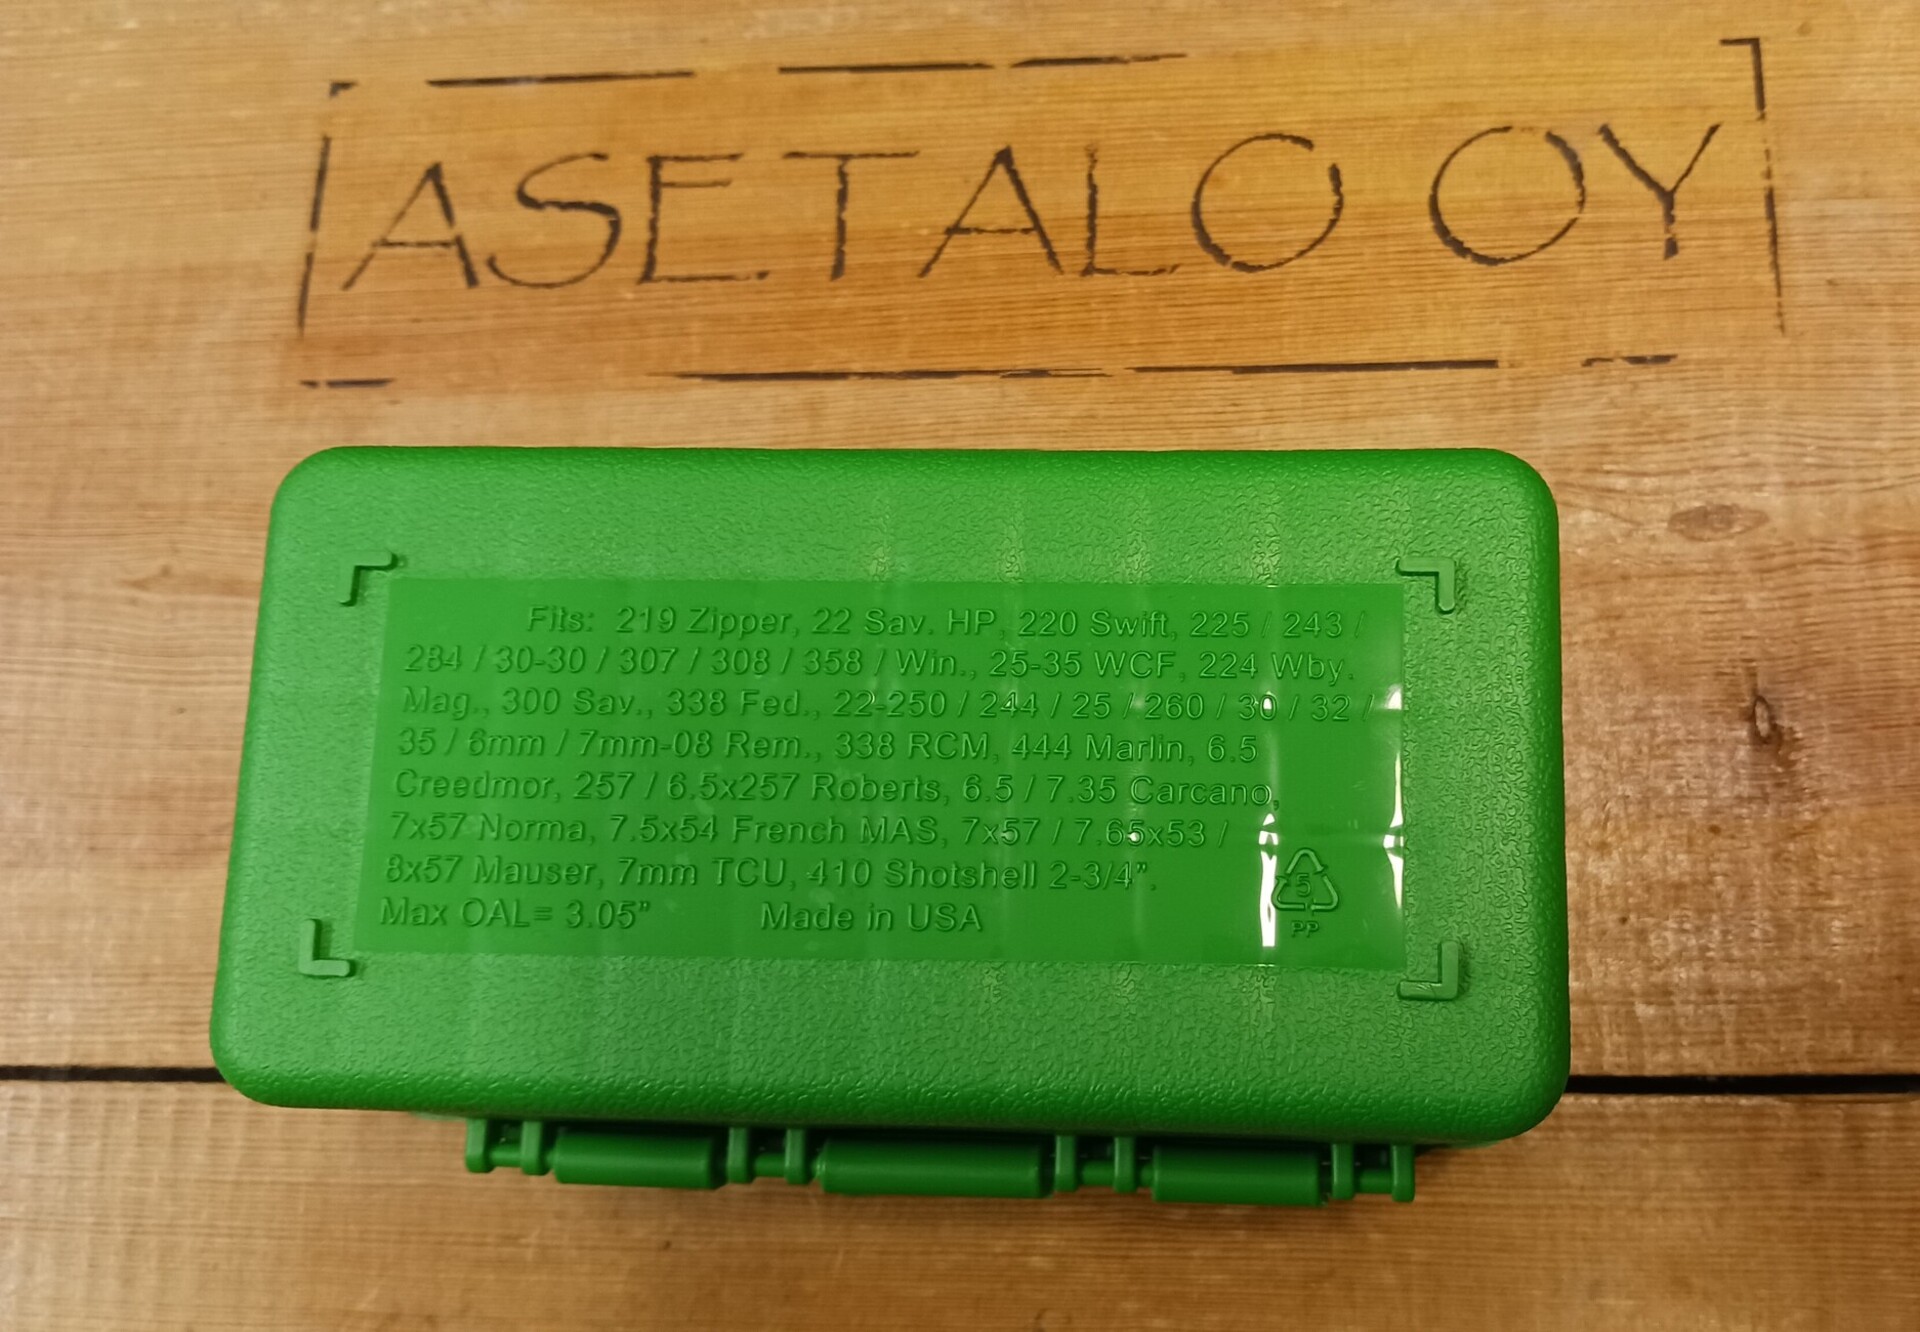 ASETALO OY
Fits: 219 Zipper, 22 Sav. HP, 220 Swift, 225 / 243 /
284 / 30-30 / 307 / 308 / 358 / Win., 25-35 WCF, 224 Wby.
Mag., 300 Sav., 338 Fed., 22-250 / 244 / 25 / 260 / 30 / 32 /
35 / 6mm / 7mm-08 Rem., 338 RCM, 444 Marlin, 6.5
Creedmor, 257 / 6.5x257 Roberts, 6.5 / 7.35 Carcano,
7x57 Norma, 7.5x54 French MAS, 7x57 / 7.65x53 /
8x57 Mauser, 7mm TCU, 410 Shotshell 2-3/4”.
Max OAL= 3.05” Made in USA
5
PP